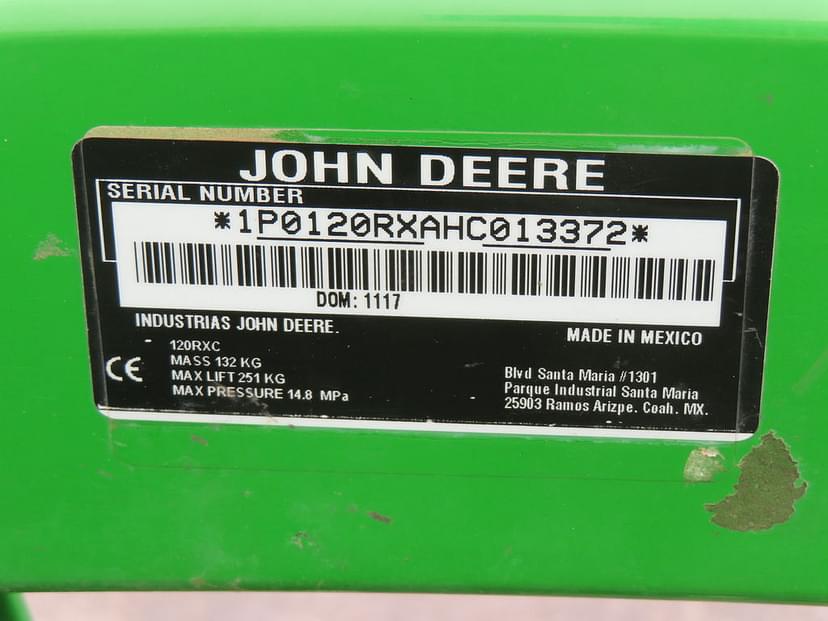 JOHN DEERE
SERIAL NUMBER
*1P0120RXAHC013372*
DOM: 1117
INDUSTRIAS JOHN DEERE.
MADE IN MEXICO
CE
120RXC
MASS 132 KG
MAX LIFT 251 KG
MAX PRESSURE 14.8 MPa
Blvd Santa Maria #1301
Parque Industrial Santa Maria
25903 Ramos Arizpe. Coah. MX.